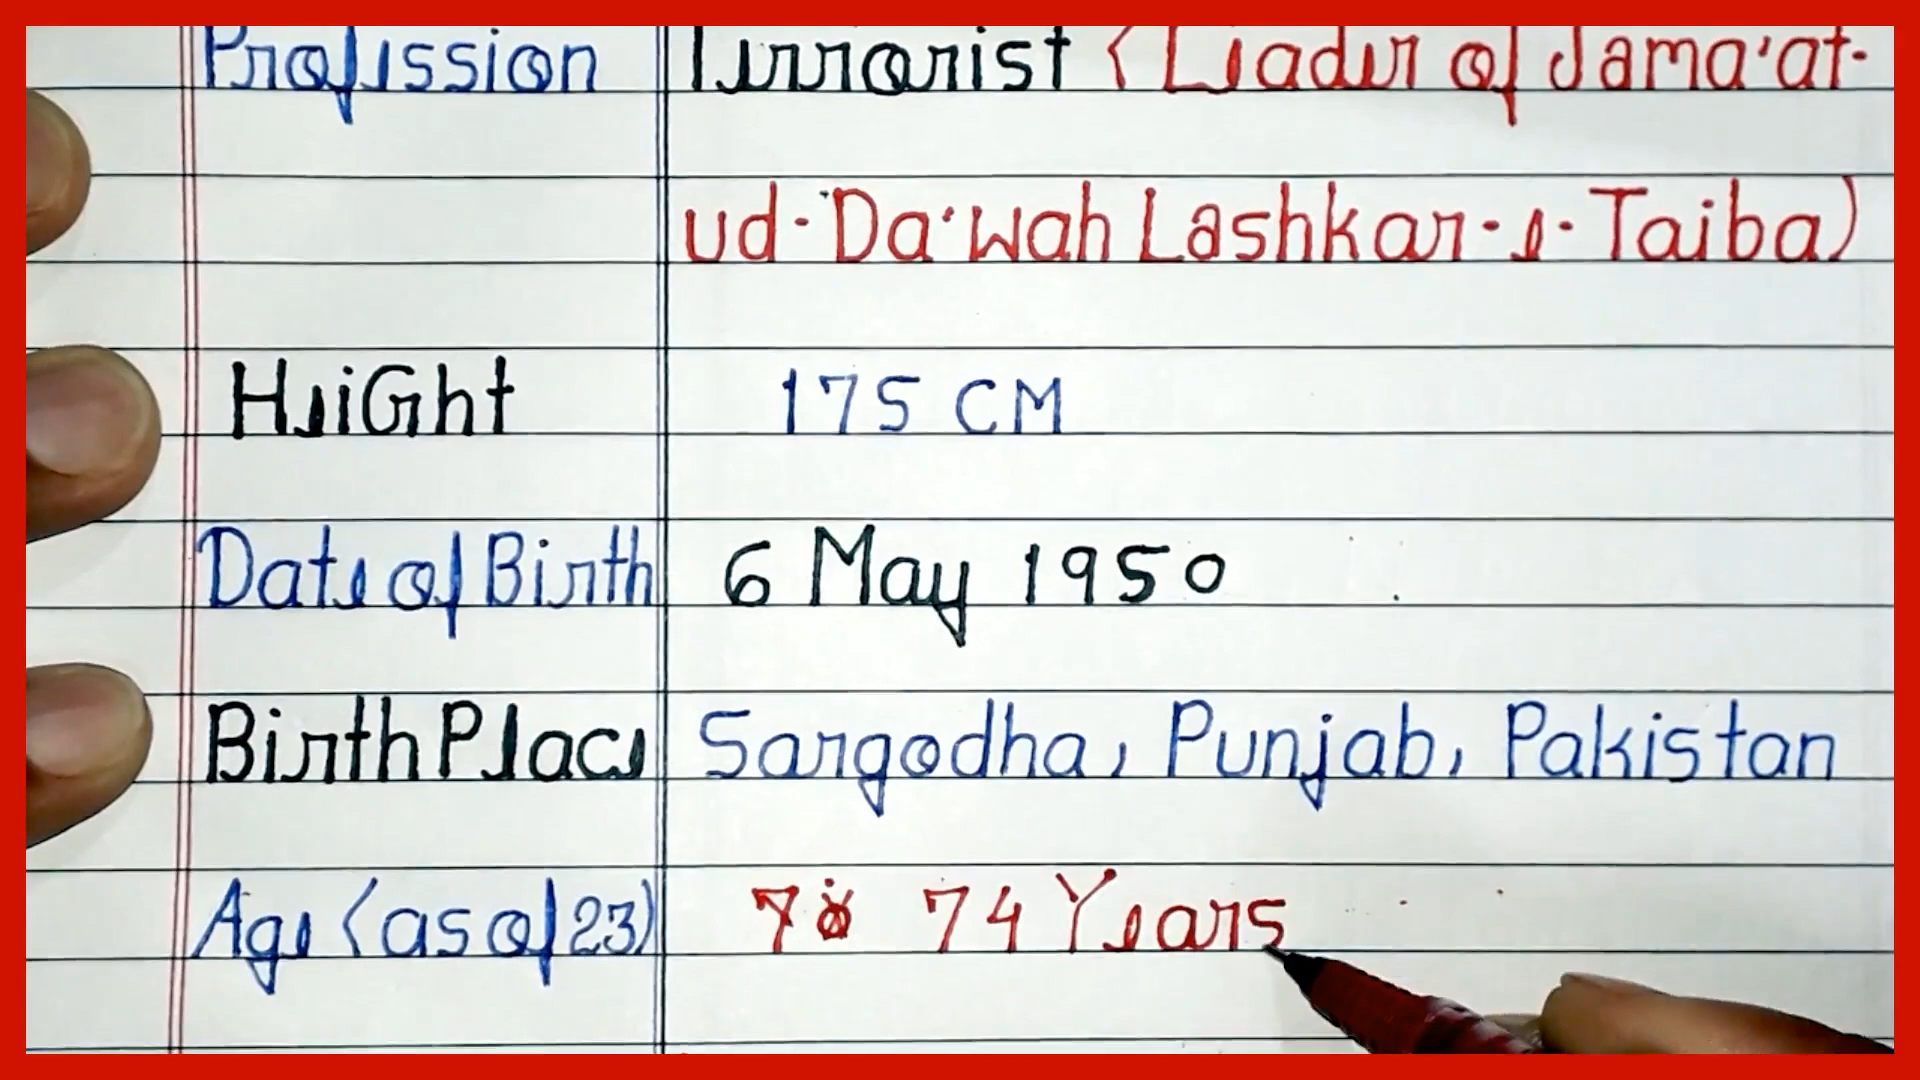 Profession Terrorist (Leader of Jama'at-
ud-Da'wah Lashkar-e-Taiba)
HeiGht 175 CM
Date of Birth 6 May 1950
Birth Place Sargodha, Punjab, Pakistan
Age (as of 23) 74 Years